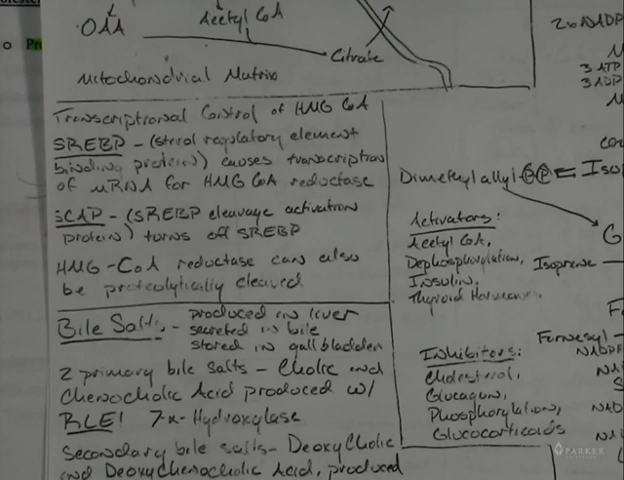 OAA
Acetyl CoA
Citrate
Mitochondrial Matrix
Transcriptional Control of HMG CoA
SREBP - (sterol regulatory element
binding protein) causes transcription
of mRNA for HMG CoA reductase
SCAP - (SREBP cleavage activation
protein) turns off SREBP
HMG-CoA reductase can also
be proteolytically cleaved.
Bile Salts - produced in liver
secreted in bile
stored in gallbladder
2 primary bile salts - Cholic and
Chenocholic Acid produced w/
RLE! 7-α-Hydroxylase
Secondary bile salts - Deoxycholic
and Deoxychenocholic Acid, produced
Dimethylallyl PP
Activators:
Acetyl CoA,
Dephosphorylation,
Insulin,
Thyroid Hormone
Isoprene
Inhibitors:
Cholesterol,
Glucagon,
Phosphorylation,
Glucocorticoids
3 ATP
3 ADP
Farnesyl
PARKER